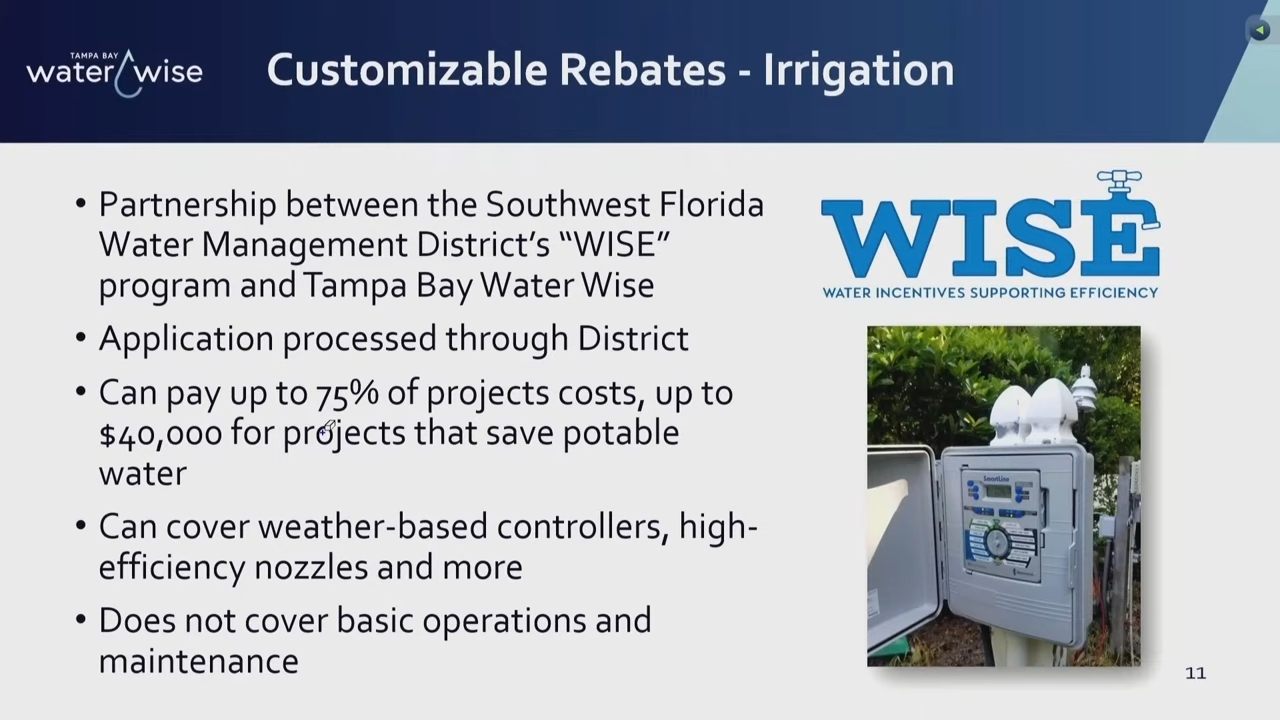 TAMPA BAY
water wise
Customizable Rebates - Irrigation
• Partnership between the Southwest Florida
Water Management District's “WISE”
program and Tampa Bay Water Wise
• Application processed through District
• Can pay up to 75% of projects costs, up to
$40,000 for projects that save potable
water
• Can cover weather-based controllers, high-
efficiency nozzles and more
• Does not cover basic operations and
maintenance
WISE
WATER INCENTIVES SUPPORTING EFFICIENCY
SmartLine
11